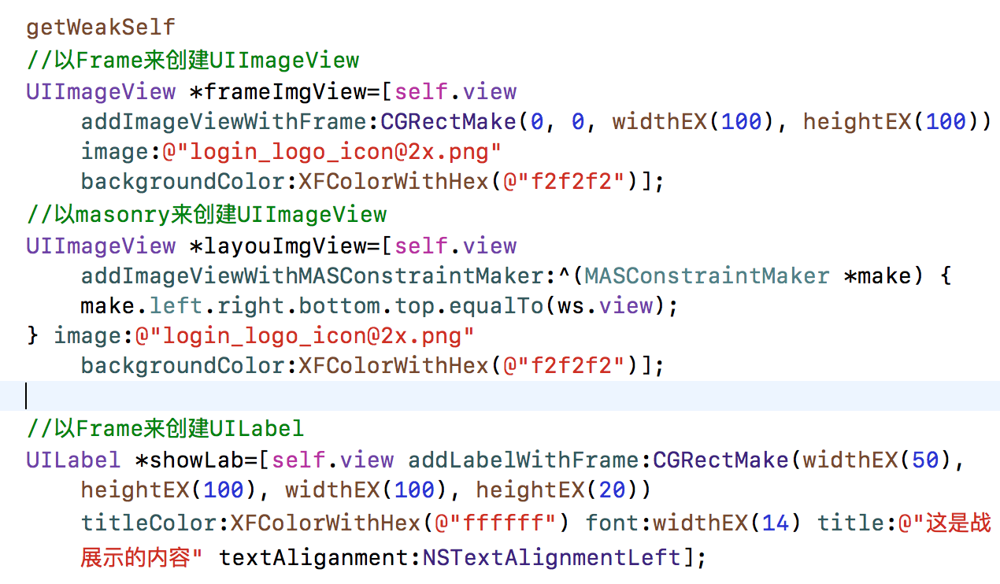 getWeakSelf
//以Frame来创建UIImageView
UIImageView *frameImgView=[self.view
addImageViewWithFrame:CGRectMake(0, 0, widthEX(100), heightEX(100))
image:@"login_logo_icon@2x.png"
backgroundColor:XFColorWithHex(@"f2f2f2")];
//以masonry来创建UIImageView
UIImageView *layouImgView=[self.view
addImageViewWithMASConstraintMaker:^(MASConstraintMaker *make) {
make.left.right.bottom.top.equalTo(ws.view);
} image:@"login_logo_icon@2x.png"
backgroundColor:XFColorWithHex(@"f2f2f2")];
//以Frame来创建UILabel
UILabel *showLab=[self.view addLabelWithFrame:CGRectMake(widthEX(50),
heightEX(100), widthEX(100), heightEX(20))
titleColor:XFColorWithHex(@"ffffff") font:widthEX(14) title:@"这是战
展示的内容" textAliganment:NSTextAlignmentLeft];